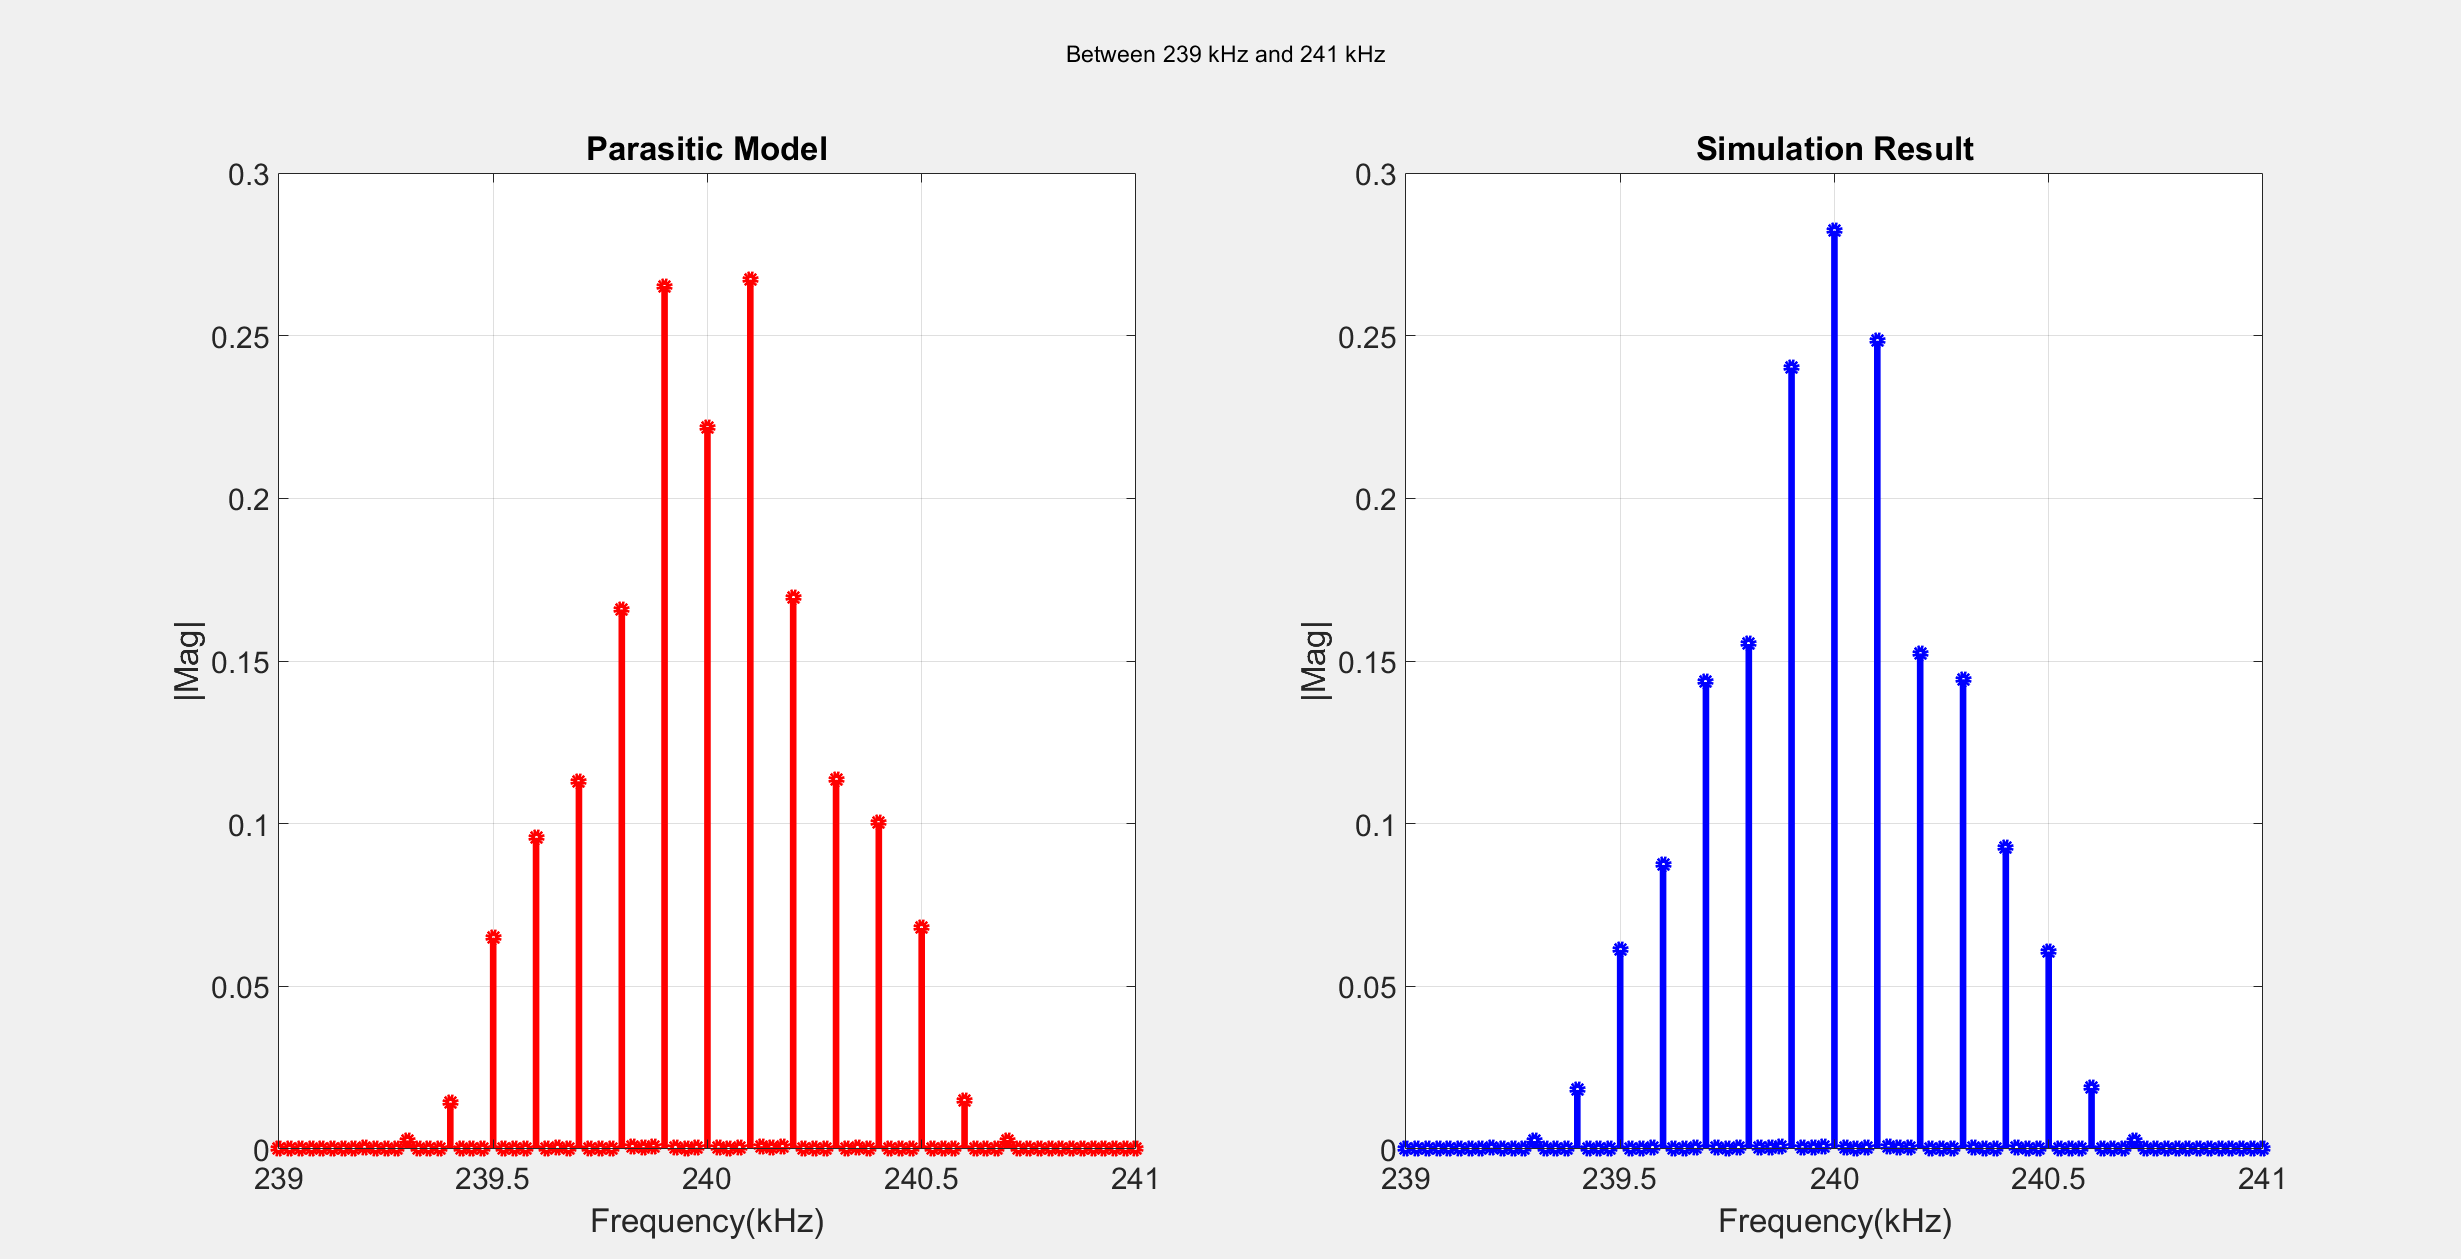 Between 239 kHz and 241 kHz
Parasitic Model
0.3
0.25
0.2
0.15
0.1
0.05
0
|Mag|
239 239.5 240 240.5 241
Frequency(kHz)
Simulation Result
0.3
0.25
0.2
0.15
0.1
0.05
0
|Mag|
239 239.5 240 240.5 241
Frequency(kHz)